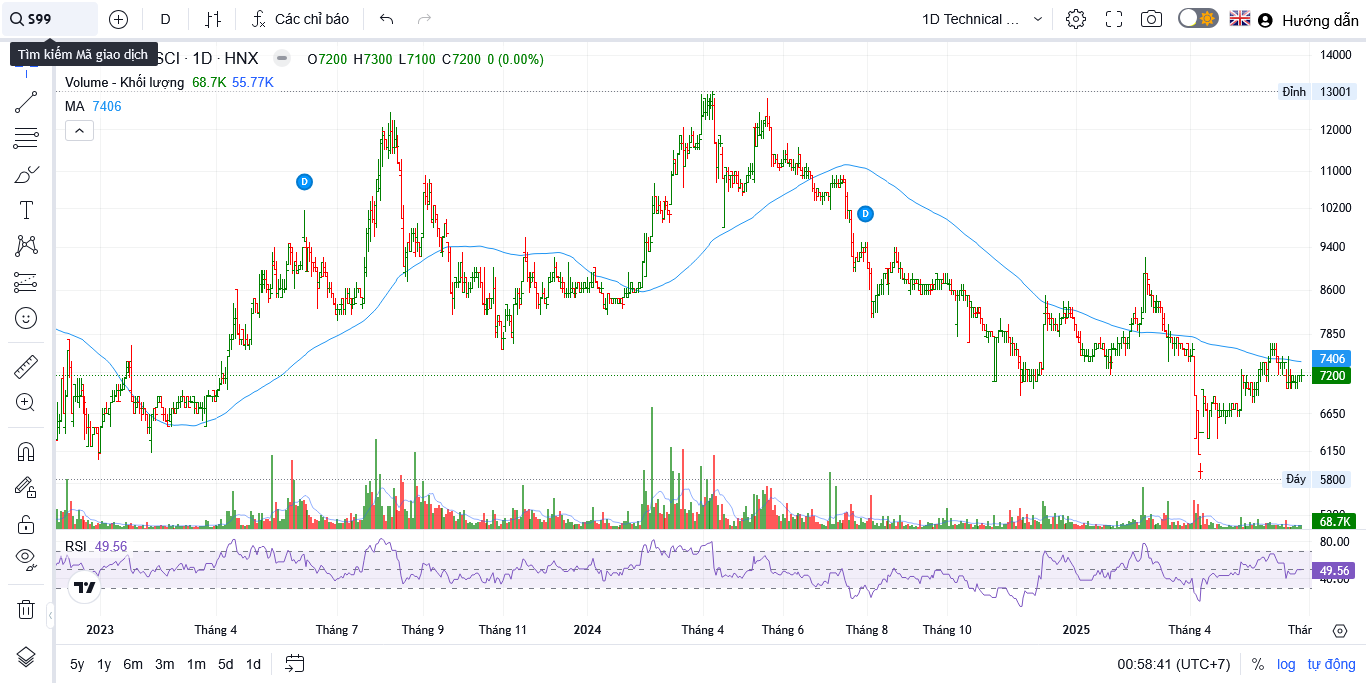 S99
D
Các chỉ báo
1D Technical ...
Hướng dẫn
Tìm kiếm Mã giao dịch
SCI · 1D · HNX
O7200 H7300 L7100 C7200 0 (0.00%)
Volume - Khối lượng 68.7K 55.77K
MA 7406
14000
Đỉnh 13001
12000
11000
10200
9400
8600
7850
7406
7200
6650
6150
Đáy 5800
68.7K
D
D
RSI 49.56
80.00
49.56
40.00
2023
Tháng 4
Tháng 7
Tháng 9
Tháng 11
2024
Tháng 4
Tháng 6
Tháng 8
Tháng 10
2025
Tháng 4
Thár
5y 1y 6m 3m 1m 5d 1d
00:58:41 (UTC+7)
% log tự động